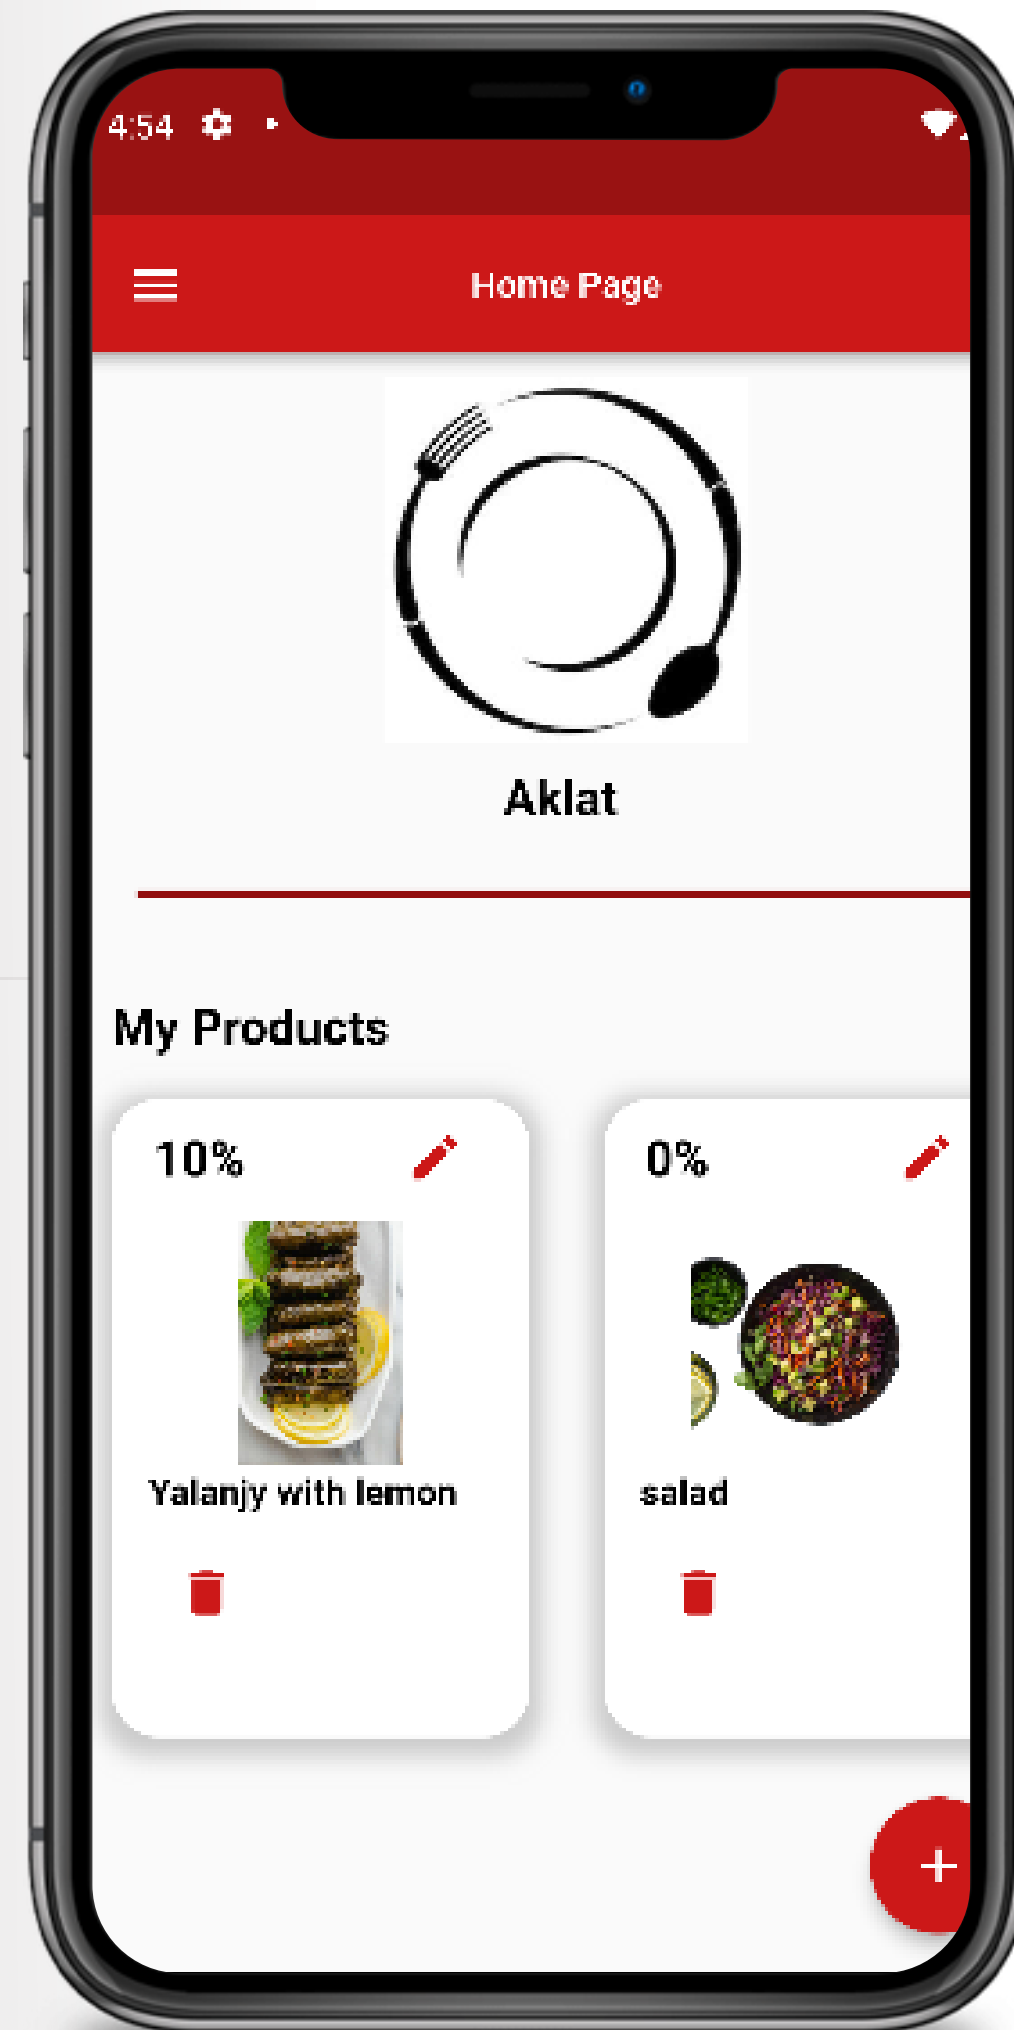 4:54
Home Page
Aklat
My Products
10%
0%
Yalanjy with lemon
salad